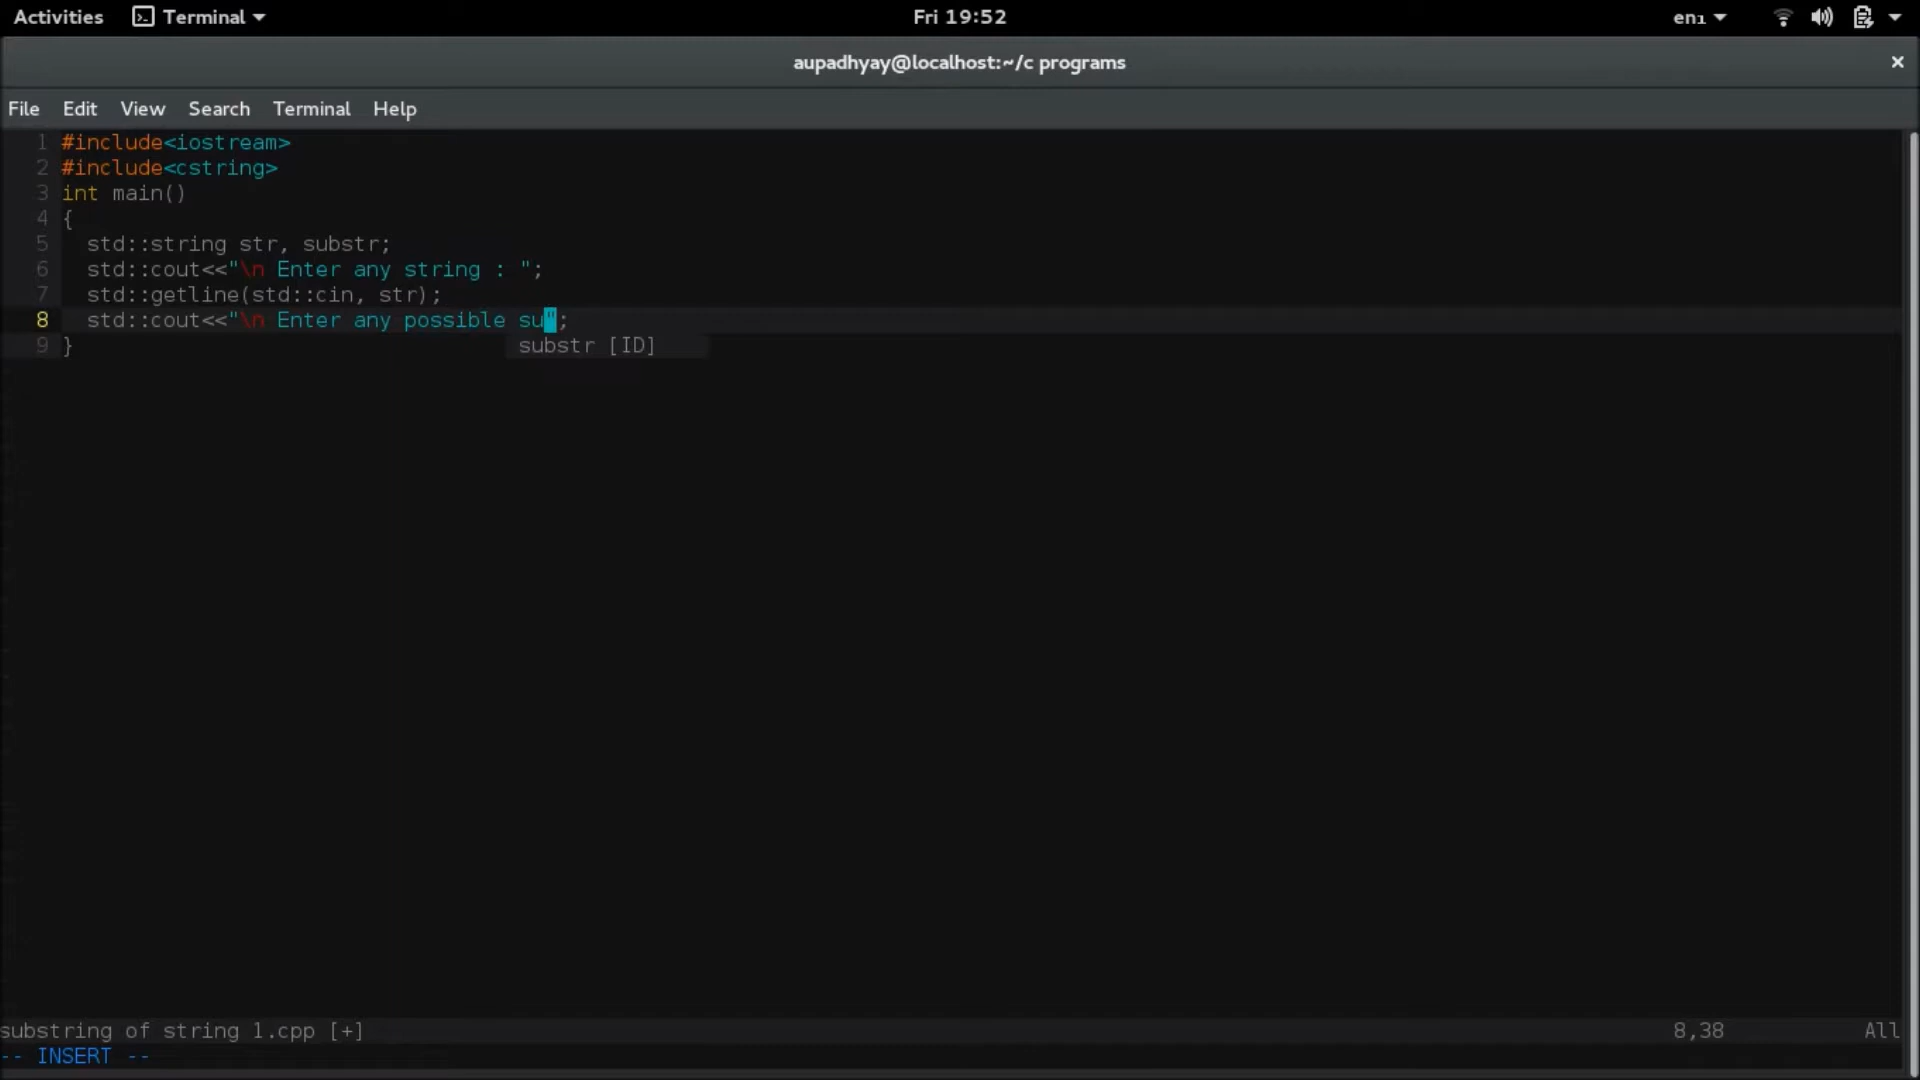 Activities Terminal Fri 19:52 en1
aupadhyay@localhost:~/c programs ×
File Edit View Search Terminal Help
1 #include<iostream>
2 #include<cstring>
3 int main()
4 {
5   std::string str, substr;
6   std::cout<<"\n Enter any string : ";
7   std::getline(std::cin, str);
8   std::cout<<"\n Enter any possible su";
substr [ID]
9 }
substring of string 1.cpp [+] 8,38 All
-- INSERT --